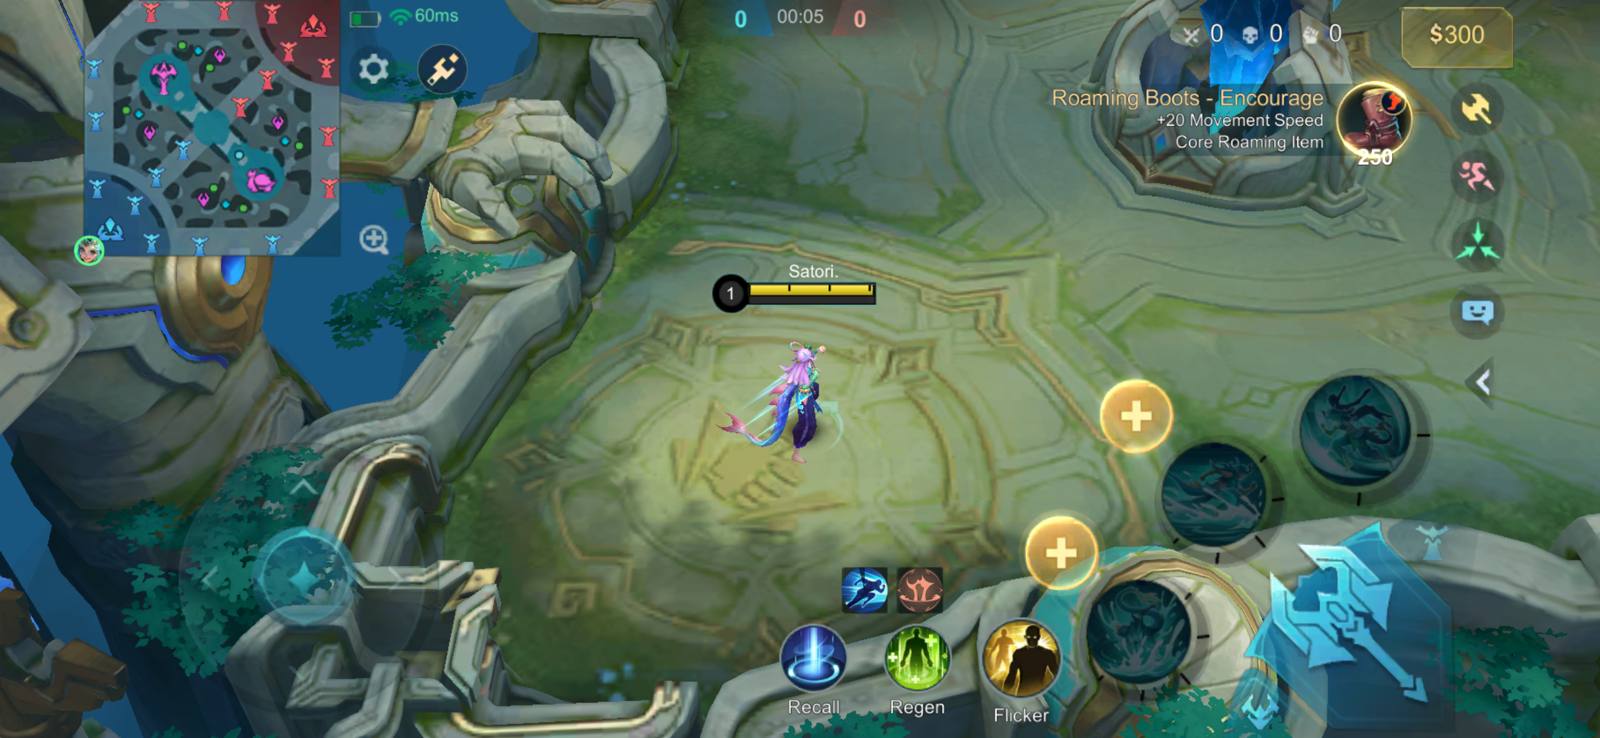 60ms
0
00:05
0
0
0
0
$300
Roaming Boots - Encourage
+20 Movement Speed
Core Roaming Item
250
Satori.
1
Recall
Regen
Flicker